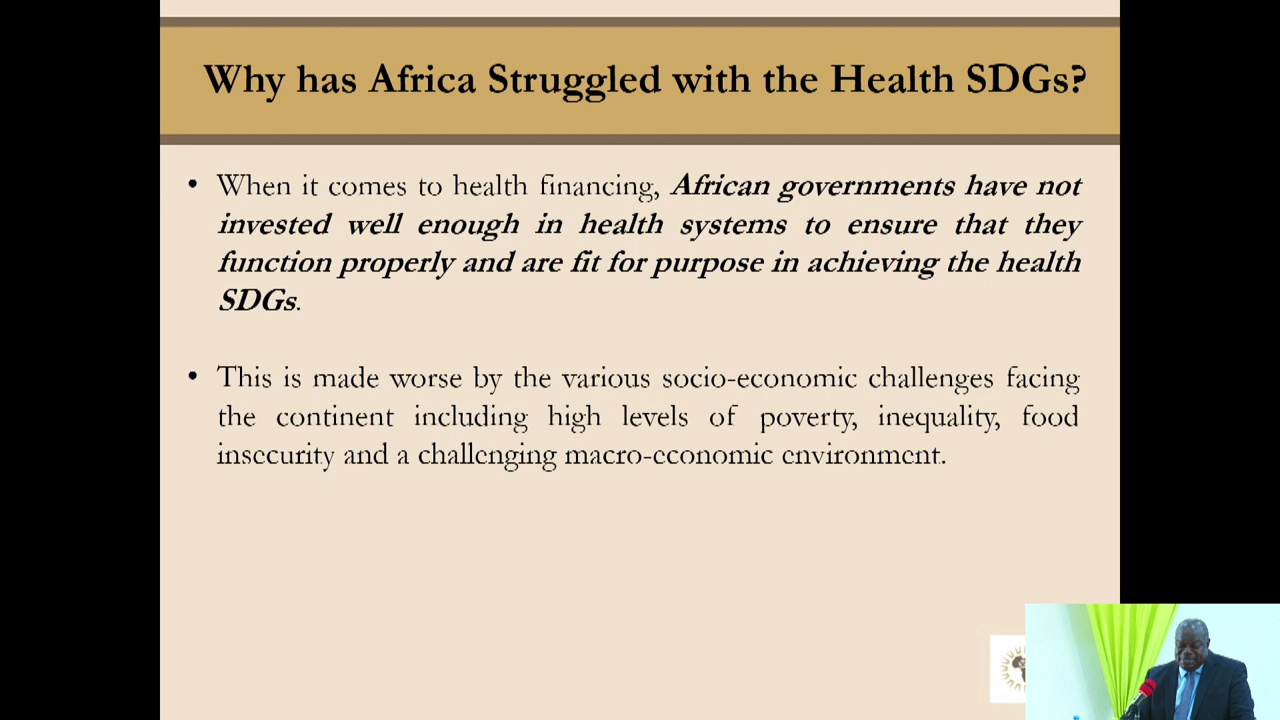 Why has Africa Struggled with the Health SDGs?
• When it comes to health financing, African governments have not
invested well enough in health systems to ensure that they
function properly and are fit for purpose in achieving the health
SDGs.
• This is made worse by the various socio-economic challenges facing
the continent including high levels of poverty, inequality, food
insecurity and a challenging macro-economic environment.